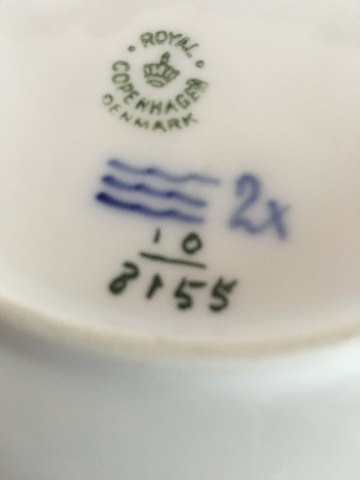 ROYAL COPENHAGEN
DENMARK
2x
10
8155